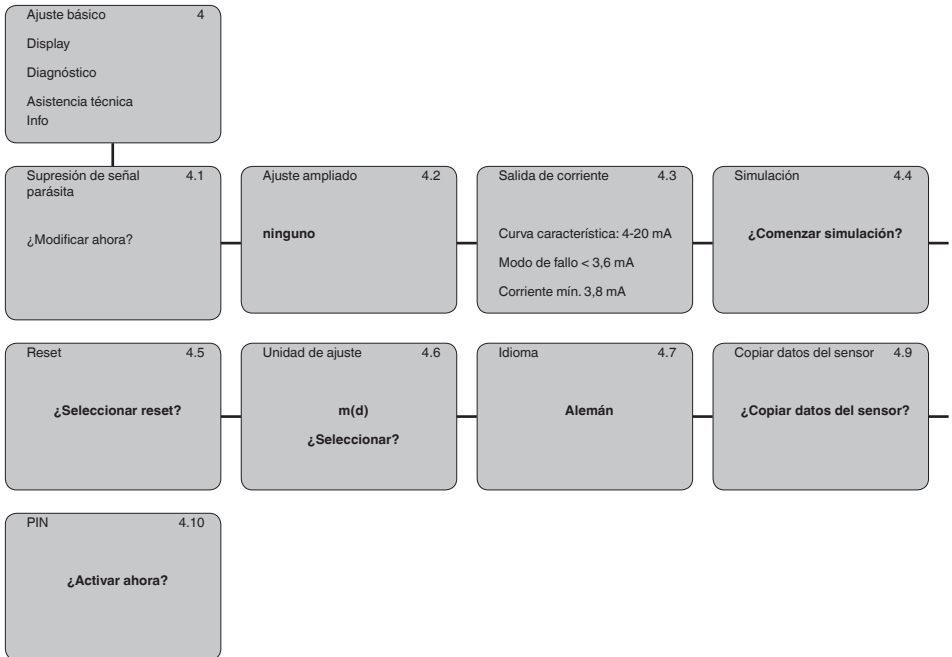 Ajuste básico 4
Display
Diagnóstico
Asistencia técnica
Info
Supresión de señal 4.1
parásita
¿Modificar ahora?
Ajuste ampliado 4.2
ninguno
Salida de corriente 4.3
Curva característica: 4-20 mA
Modo de fallo < 3,6 mA
Corriente mín. 3,8 mA
Simulación 4.4
¿Comenzar simulación?
Reset 4.5
¿Seleccionar reset?
Unidad de ajuste 4.6
m(d)
¿Seleccionar?
Idioma 4.7
Alemán
Copiar datos del sensor 4.9
¿Copiar datos del sensor?
PIN 4.10
¿Activar ahora?